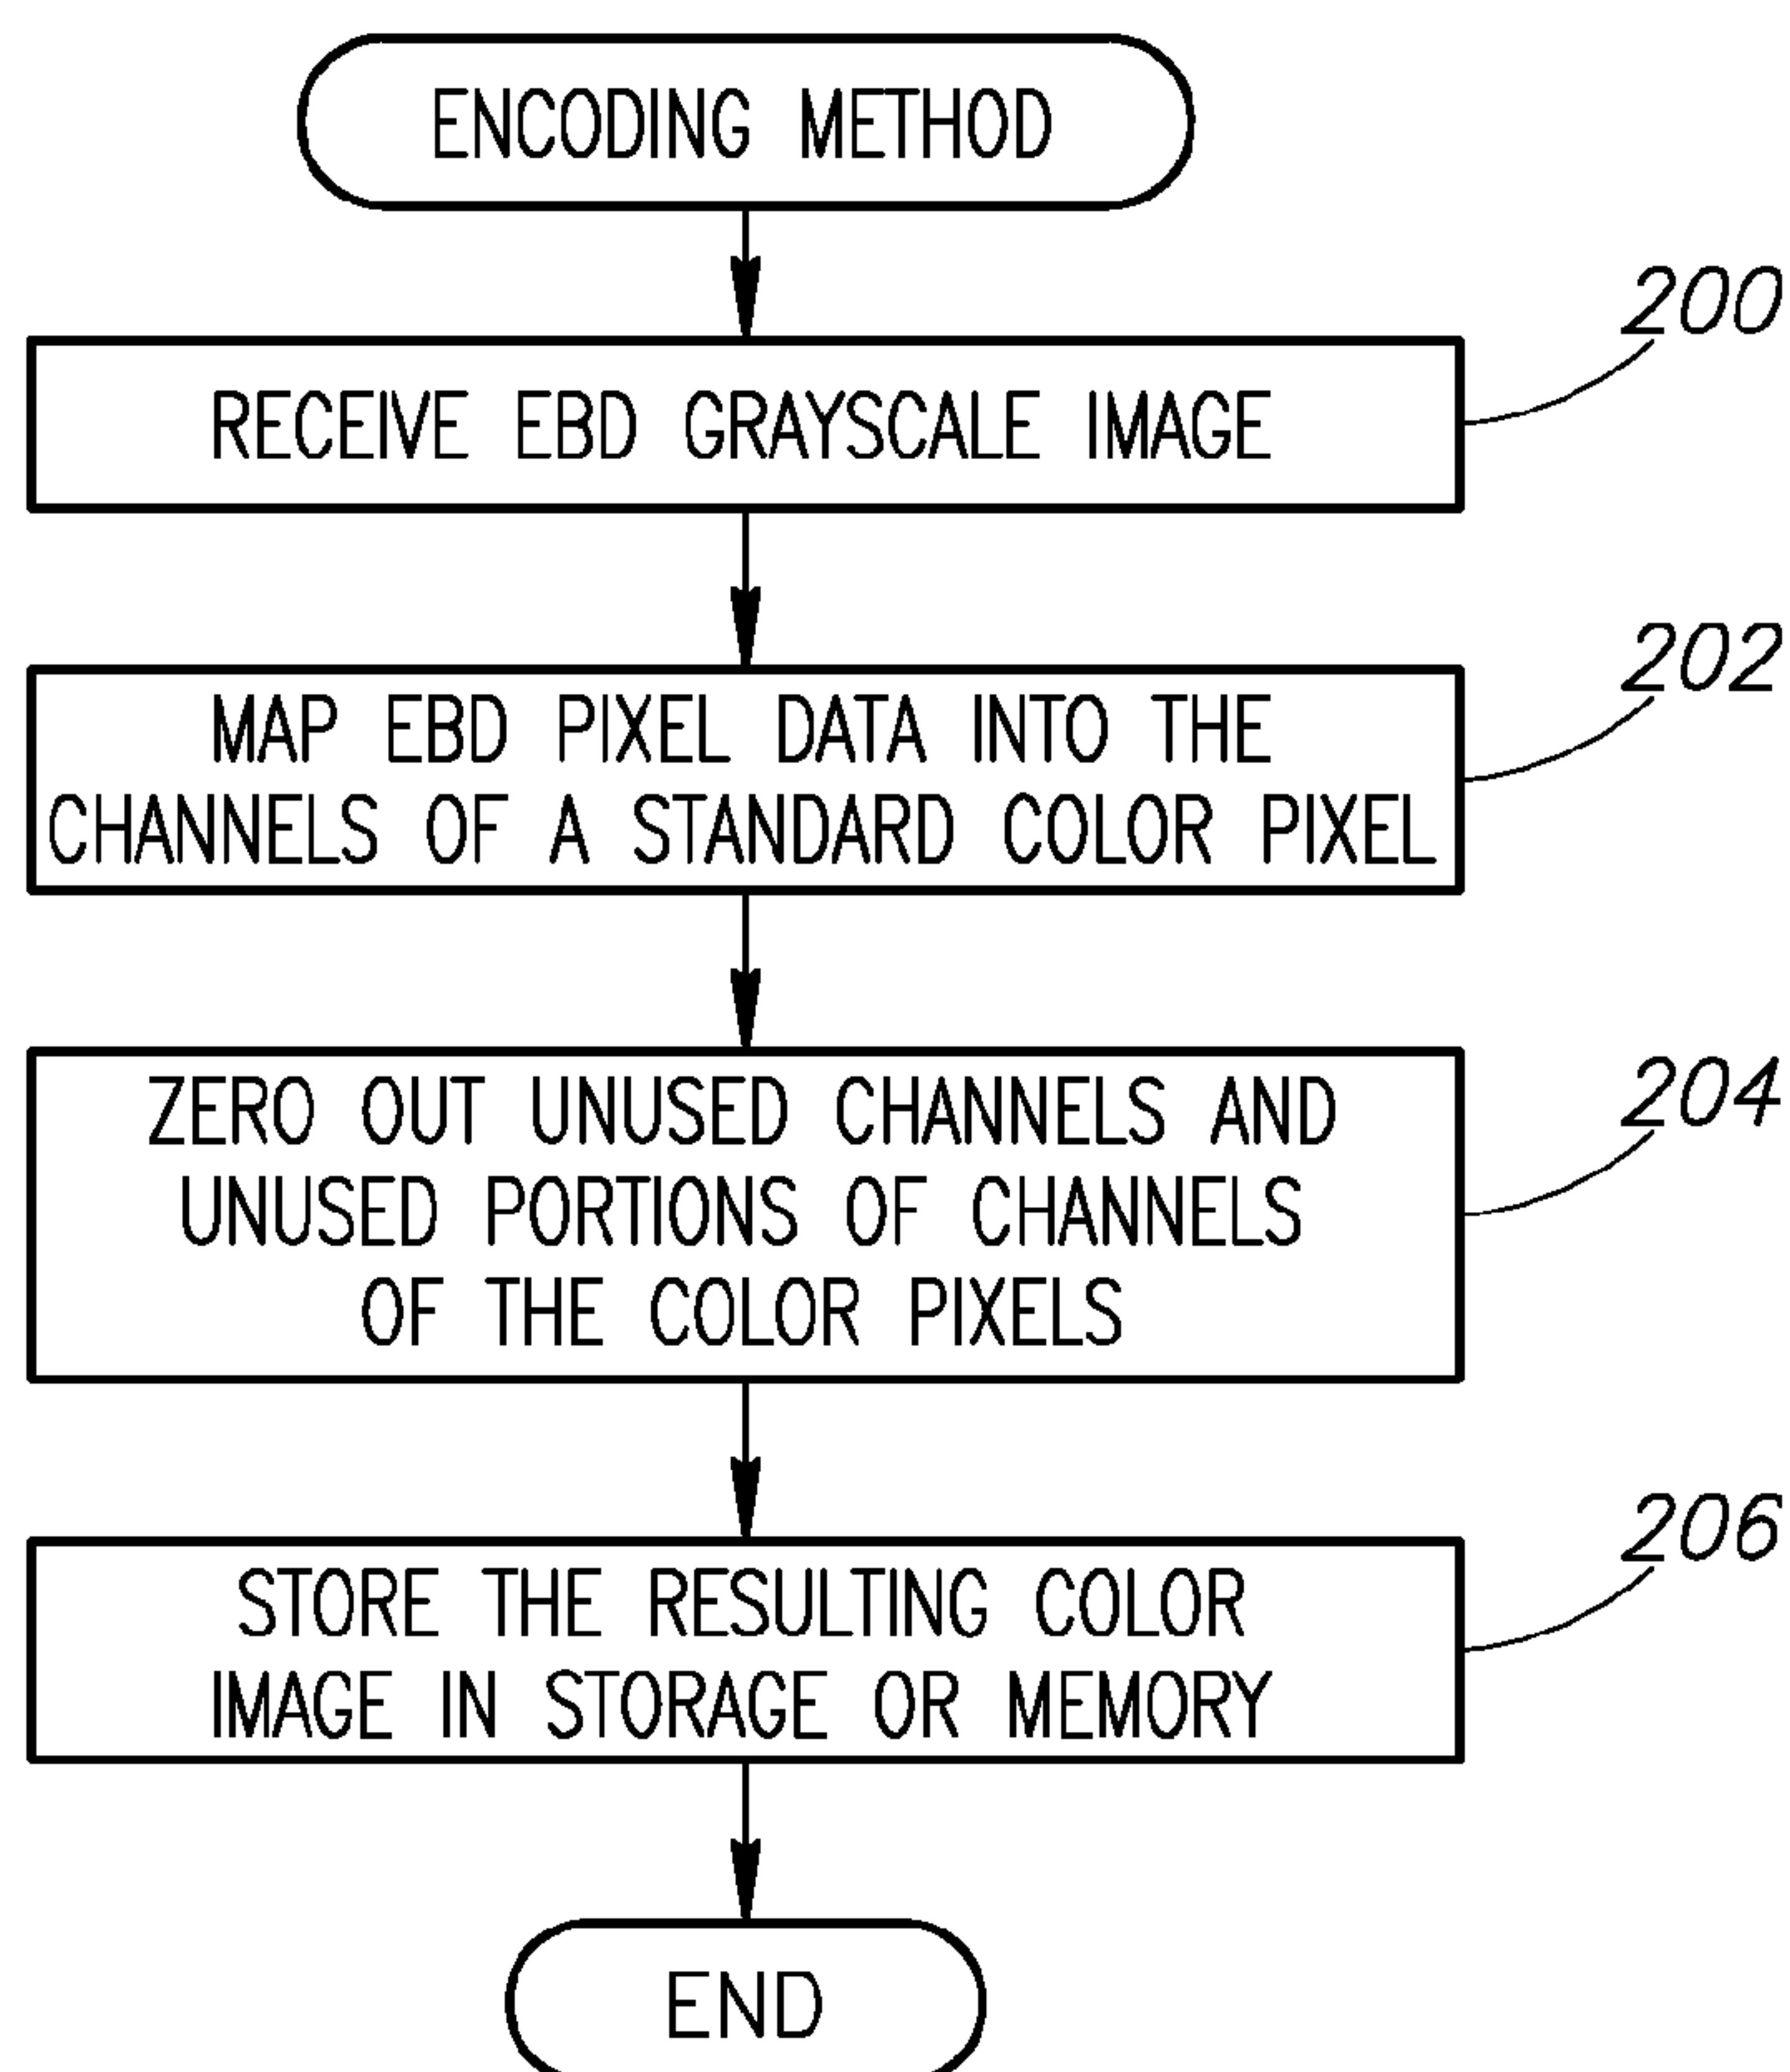 ENCODING METHOD
200
RECEIVE EBD GRAYSCALE IMAGE
202
MAP EBD PIXEL DATA INTO THE
CHANNELS OF A STANDARD COLOR PIXEL
204
ZERO OUT UNUSED CHANNELS AND
UNUSED PORTIONS OF CHANNELS
OF THE COLOR PIXELS
206
STORE THE RESULTING COLOR
IMAGE IN STORAGE OR MEMORY
END